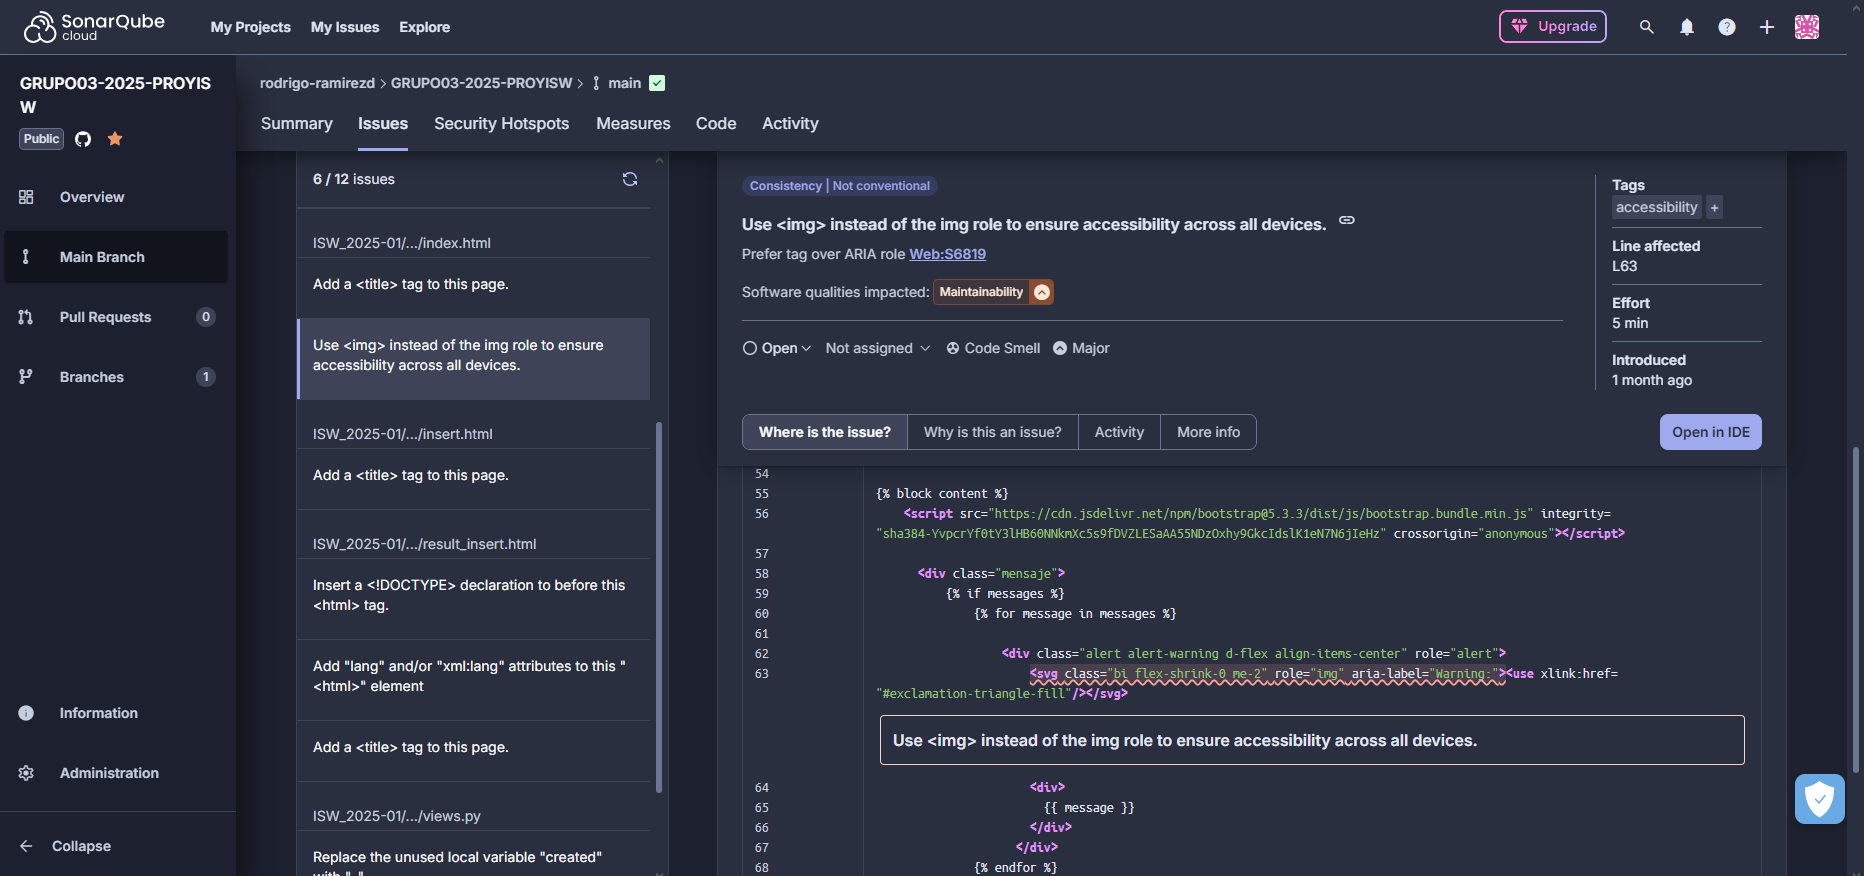 SonarQube
cloud
My Projects
My Issues
Explore
Upgrade
GRUPO03-2025-PROYIS
W
Public
Overview
Main Branch
Pull Requests
0
Branches
1
Information
Administration
Collapse
rodrigo-ramirezd > GRUPO03-2025-PROYISW > main
Summary
Issues
Security Hotspots
Measures
Code
Activity
6 / 12 issues
ISW_2025-01/.../index.html
Add a <title> tag to this page.
Use <img> instead of the img role to ensure
accessibility across all devices.
ISW_2025-01/.../insert.html
Add a <title> tag to this page.
ISW_2025-01/.../result_insert.html
Insert a <!DOCTYPE> declaration to before this
<html> tag.
Add "lang" and/or "xml:lang" attributes to this "
<html>" element
Add a <title> tag to this page.
ISW_2025-01/.../views.py
Replace the unused local variable "created"
Consistency | Not conventional
Use <img> instead of the img role to ensure accessibility across all devices.
Prefer tag over ARIA role Web:S6819
Software qualities impacted: Maintainability
Open
Not assigned
Code Smell
Major
Tags
accessibility +
Line affected
L63
Effort
5 min
Introduced
1 month ago
Where is the issue?
Why is this an issue?
Activity
More info
Open in IDE
54
55 {% block content %}
56 <script src="https://cdn.jsdelivr.net/npm/bootstrap@5.3.3/dist/js/bootstrap.bundle.min.js" integrity=
"sha384-YvpcrYf0tY3lHB60NNkmXc5s9fDVZLESaAA55NDzOxhy9GkcIdslK1eN7N6jIeHz" crossorigin="anonymous"></script>
57
58 <div class="mensaje">
59 {% if messages %}
60 {% for message in messages %}
61
62 <div class="alert alert-warning d-flex align-items-center" role="alert">
63 <svg class="bi flex-shrink-0 me-2" role="img" aria-label="Warning:"><use xlink:href=
"#exclamation-triangle-fill"/></svg>
Use <img> instead of the img role to ensure accessibility across all devices.
64 <div>
65 {{ message }}
66 </div>
67 </div>
68 {% endfor %}